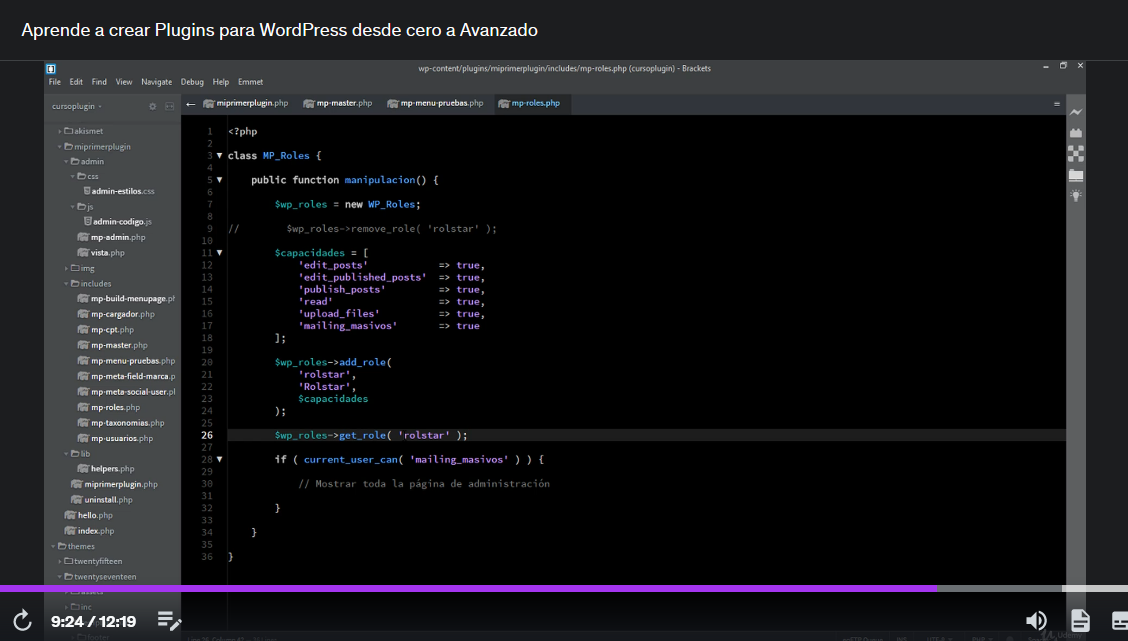 Aprende a crear Plugins para WordPress desde cero a Avanzado
wp-content/plugins/miprimerplugin/includes/mp-roles.php (cursoplugin) - Brackets
File Edit Find View Navigate Debug Help Emmet
cursoplugin
miprimerplugin.php mp-master.php mp-menu-pruebas.php mp-roles.php
akismet
miprimerplugin
admin
css
admin-estilos.css
js
admin-codigo.js
mp-admin.php
vista.php
img
includes
mp-build-menupage.ph
mp-cargador.php
mp-cpt.php
mp-master.php
mp-menu-pruebas.php
mp-meta-field-marca.p
mp-meta-social-user.pl
mp-roles.php
mp-taxonomias.php
mp-usuarios.php
lib
helpers.php
miprimerplugin.php
uninstall.php
hello.php
index.php
themes
twentyfifteen
twentyseventeen
assets
inc
1 <?php
2
3 class MP_Roles {
4
5 public function manipulacion() {
6
7 $wp_roles = new WP_Roles;
8
9 // $wp_roles->remove_role( 'rolstar' );
10
11 $capacidades = [
12 'edit_posts' => true,
13 'edit_published_posts' => true,
14 'publish_posts' => true,
15 'read' => true,
16 'upload_files' => true,
17 'mailing_masivos' => true
18 ];
19
20 $wp_roles->add_role(
21 'rolstar',
22 'Rolstar',
23 $capacidades
24 );
25
26 $wp_roles->get_role( 'rolstar' );
27
28 if ( current_user_can( 'mailing_masivos' ) ) {
29
30 // Mostrar toda la página de administración
31
32 }
33
34 }
35
36 }
9:24 / 12:19